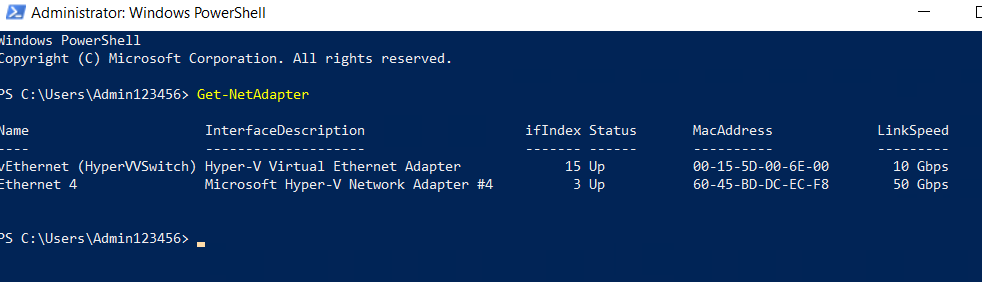 Administrator: Windows PowerShell
Windows PowerShell
Copyright (C) Microsoft Corporation. All rights reserved.
PS C:\Users\Admin123456> Get-NetAdapter
Name InterfaceDescription ifIndex Status MacAddress LinkSpeed
---- -------------------- ------- ------ ---------- ---------
vEthernet (HyperVVSwitch) Hyper-V Virtual Ethernet Adapter 15 Up 00-15-5D-00-6E-00 10 Gbps
Ethernet 4 Microsoft Hyper-V Network Adapter #4 3 Up 60-45-BD-DC-EC-F8 50 Gbps
PS C:\Users\Admin123456>